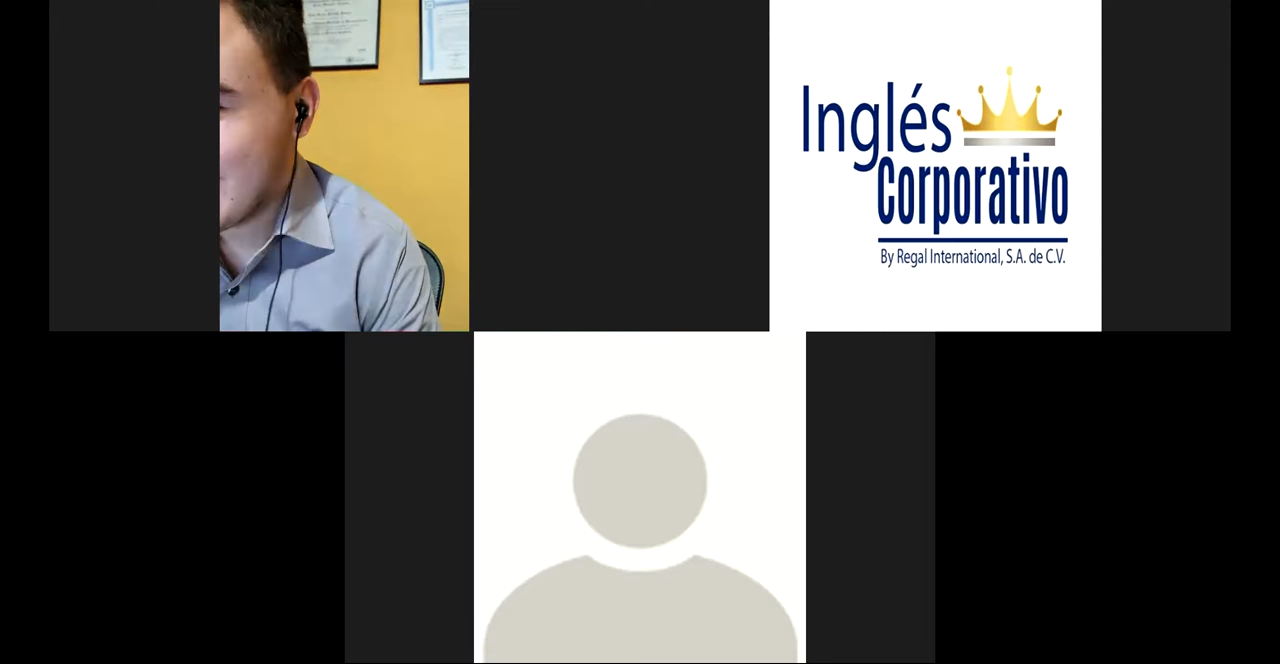 Inglés
Corporativo
By Regal International, S.A. de C.V.